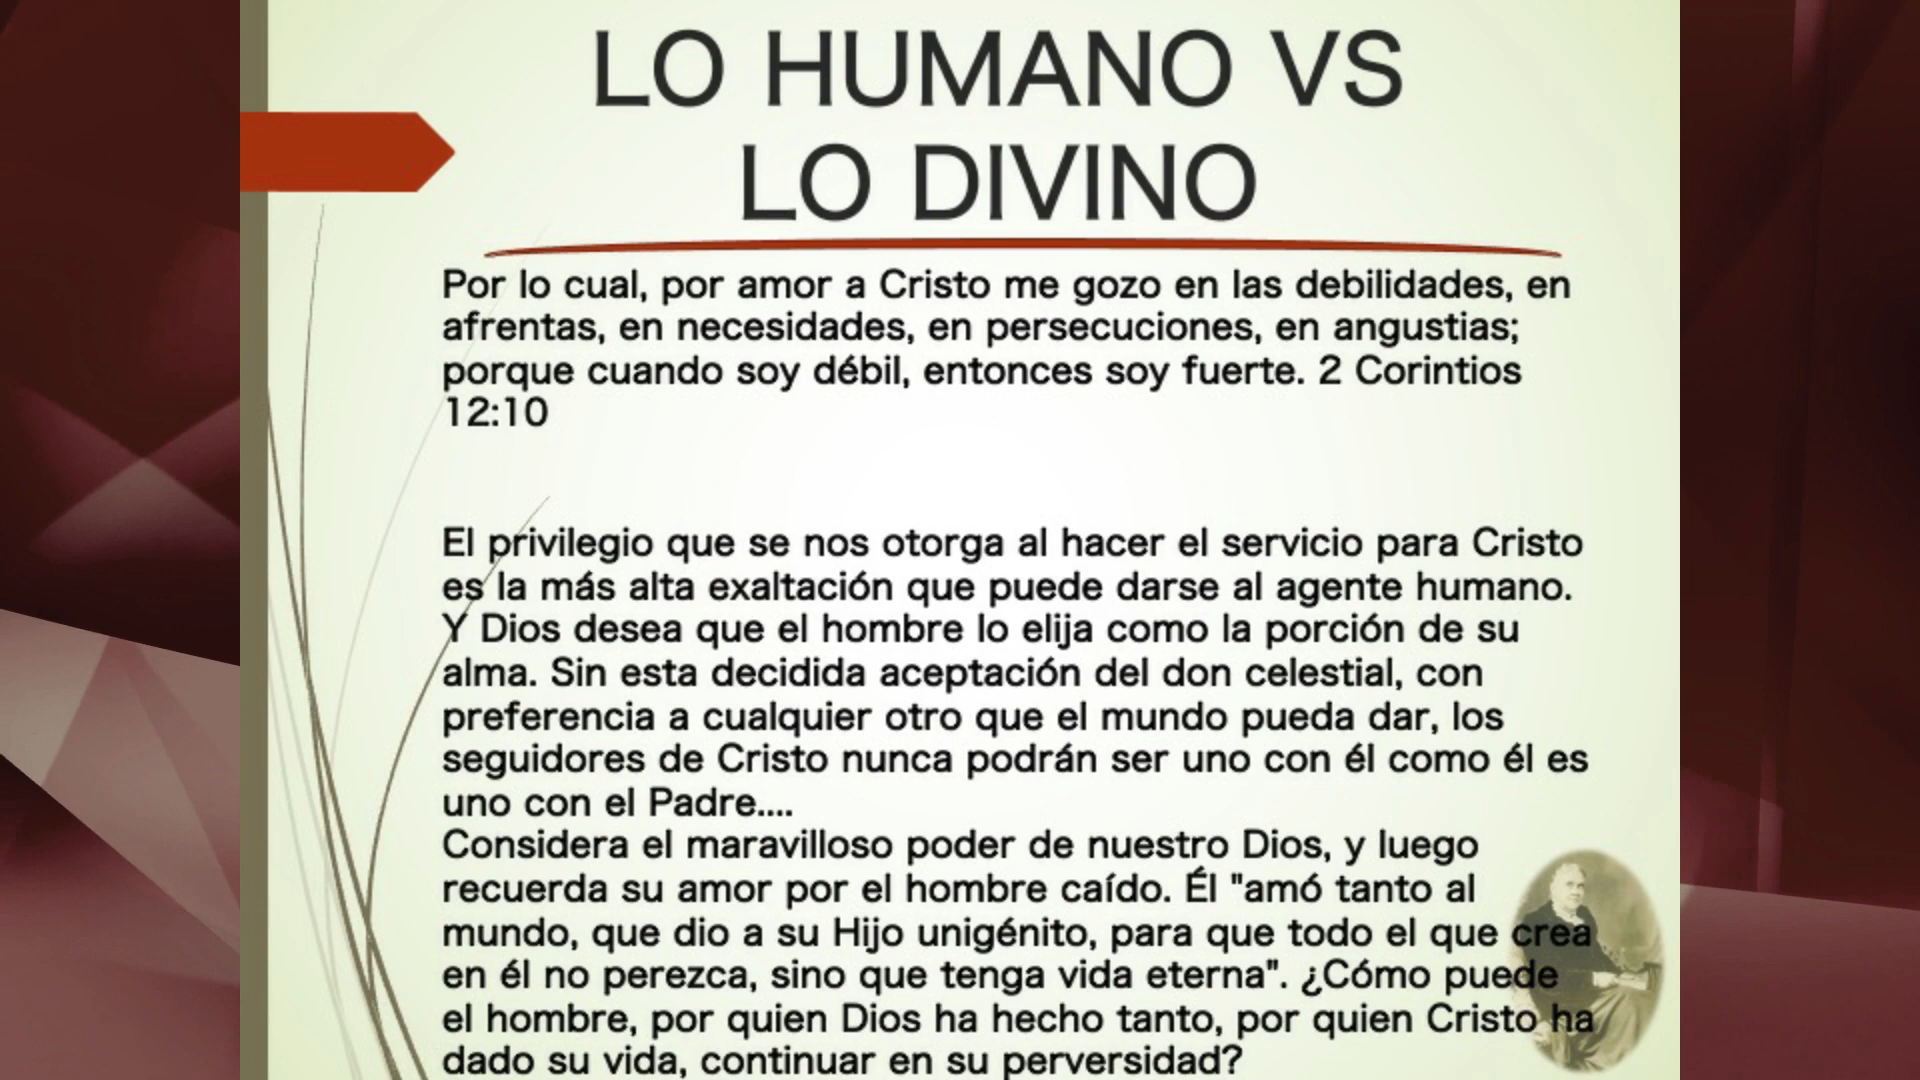 LO HUMANO VS
LO DIVINO
Por lo cual, por amor a Cristo me gozo en las debilidades, en
afrentas, en necesidades, en persecuciones, en angustias;
porque cuando soy débil, entonces soy fuerte. 2 Corintios
12:10
El privilegio que se nos otorga al hacer el servicio para Cristo
es la más alta exaltación que puede darse al agente humano.
Y Dios desea que el hombre lo elija como la porción de su
alma. Sin esta decidida aceptación del don celestial, con
preferencia a cualquier otro que el mundo pueda dar, los
seguidores de Cristo nunca podrán ser uno con él como él es
uno con el Padre....
Considera el maravilloso poder de nuestro Dios, y luego
recuerda su amor por el hombre caído. Él "amó tanto al
mundo, que dio a su Hijo unigénito, para que todo el que crea
en él no perezca, sino que tenga vida eterna". ¿Cómo puede
el hombre, por quien Dios ha hecho tanto, por quien Cristo ha
dado su vida, continuar en su perversidad?